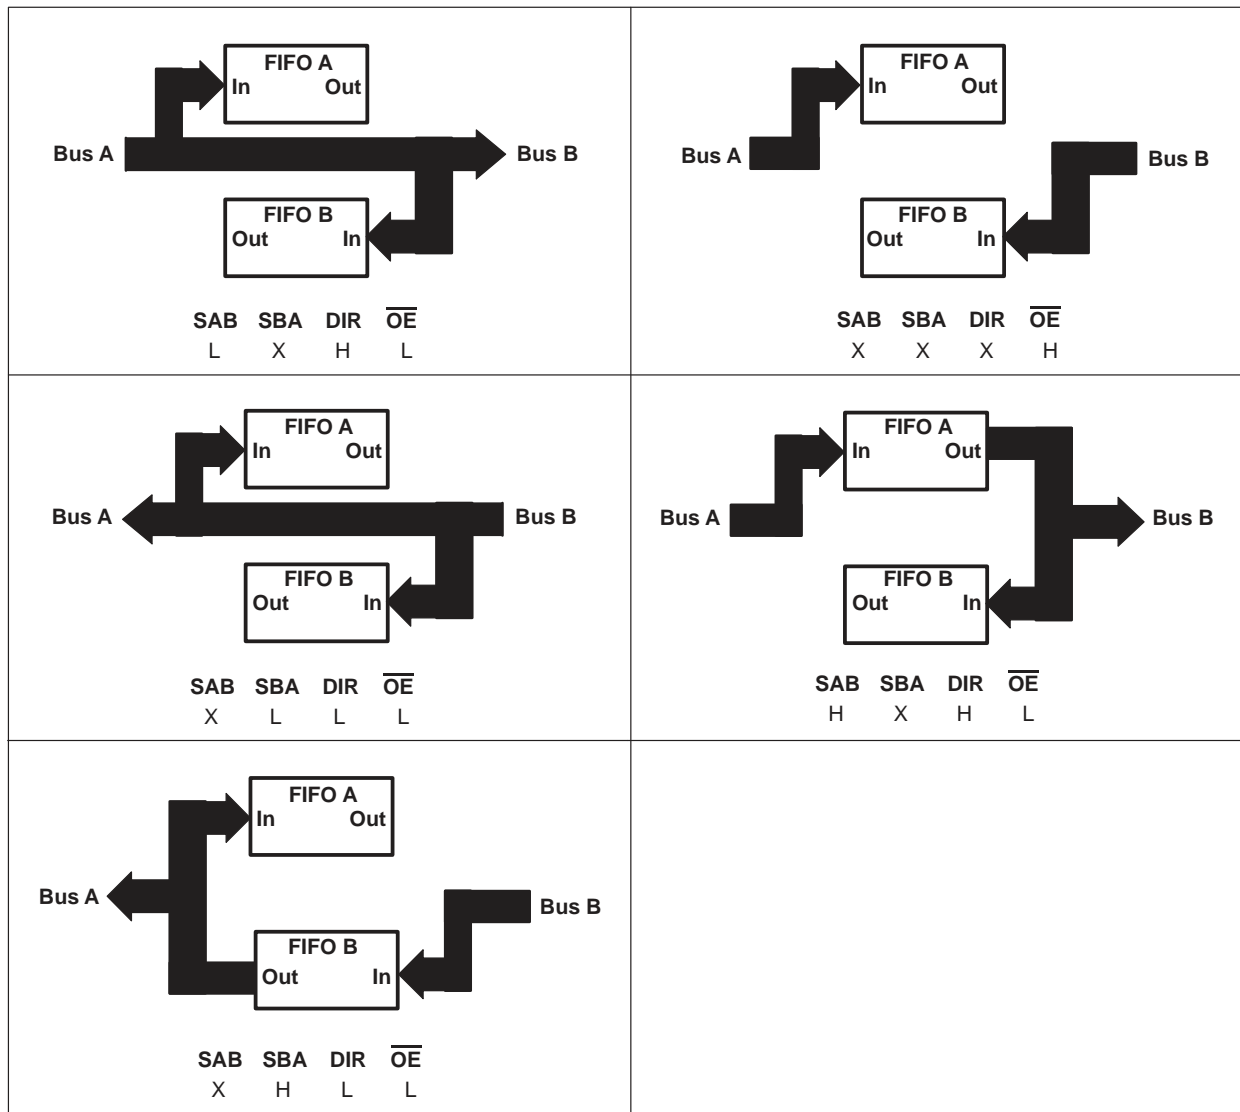 FIFO A
In Out
Bus A Bus B
FIFO B
Out In
SAB SBA DIR OE
L X H L
FIFO A
In Out
Bus A Bus B
FIFO B
Out In
SAB SBA DIR OE
X X X H
FIFO A
In Out
Bus A Bus B
FIFO B
Out In
SAB SBA DIR OE
X L L L
FIFO A
In Out
Bus A Bus B
FIFO B
Out In
SAB SBA DIR OE
H X H L
FIFO A
In Out
Bus A Bus B
FIFO B
Out In
SAB SBA DIR OE
X H L L